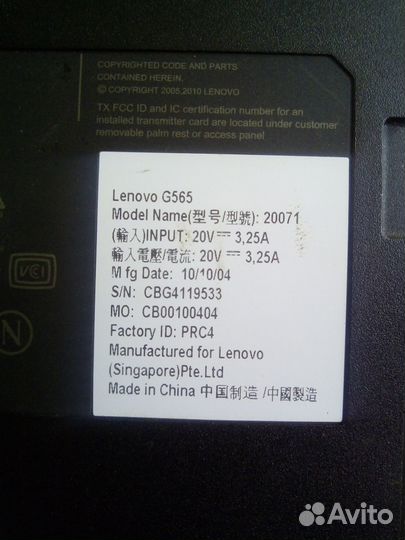 COPYRIGHTED CODE AND PARTS
CONTAINED HEREIN.
© COPYRIGHT 2005,2010 LENOVO
TX FCC ID and IC certification number for an
installed transmitter card are located under customer
removable palm rest or access panel
Lenovo G565
Model Name(型号/型號): 20071
(輸入)INPUT: 20V⎓ 3,25A
輸入電壓/電流: 20V⎓ 3,25A
Mfg Date: 10/10/04
S/N: CBG4119533
MO: CB00100404
Factory ID: PRC4
Manufactured for Lenovo
(Singapore)Pte.Ltd
Made in China 中国制造 /中國製造
VCI
N
Avito